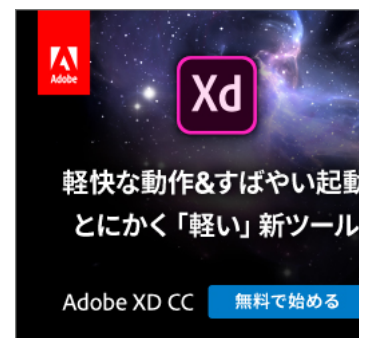 Adobe
Xd
軽快な動作&すばやい起動
とにかく「軽い」新ツール
Adobe XD CC
無料で始める